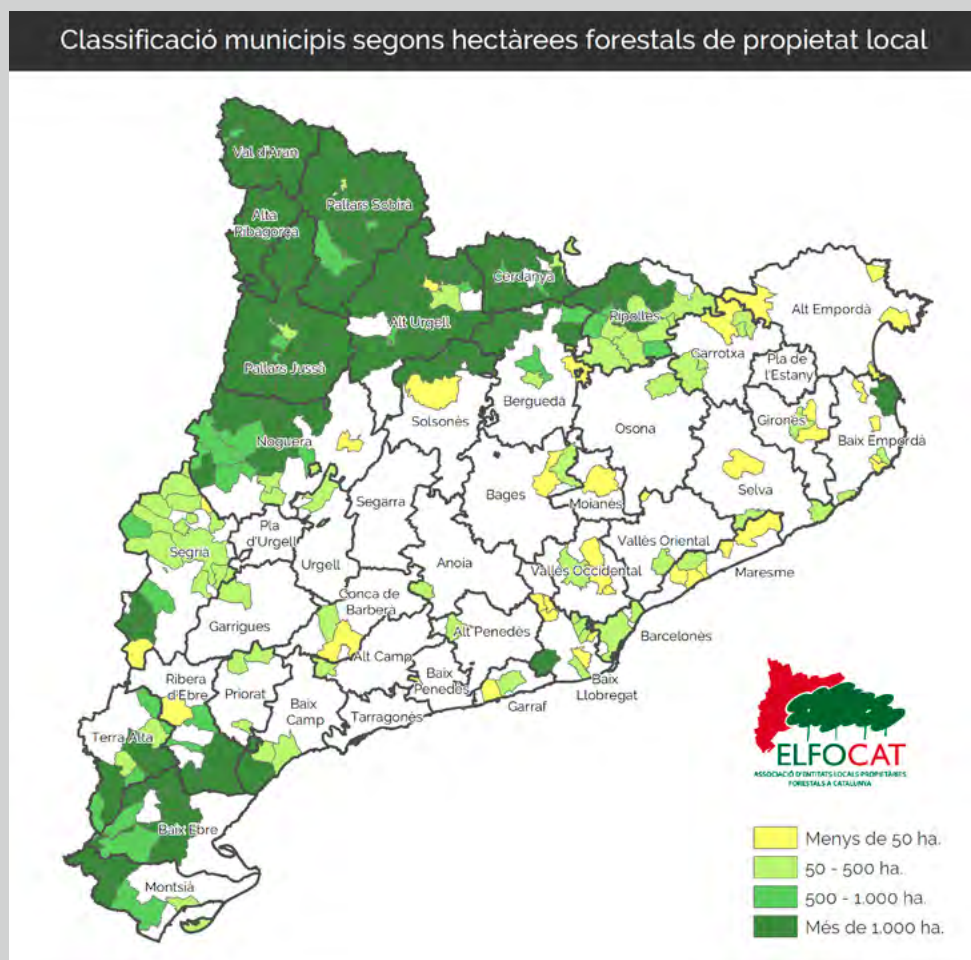 Classificació municipis segons hectàrees forestals de propietat local
Val d'Aran
Pallars Sobirà
Alta
Ribagorça
Cerdanya
Alt Urgell
Ripollès
Alt Empordà
Garrotxa
Pla de
l'Estany
Pallars Jussà
Berguedà
Solsonès
Osona
Gironès
Baix Empordà
Noguera
Bages
Moianès
Selva
Segarra
Pla
d'Urgell
Segrià
Urgell
Anoia
Vallès Oriental
Vallès Occidental
Maresme
Conca de
Barberà
Garrigues
Alt Penedès
Barcelonès
Alt Camp
Baix
Penedès
Baix
Llobregat
Garraf
Ribera
d'Ebre
Priorat
Baix
Camp
Tarragonès
Terra Alta
Baix Ebre
Montsià
ELFOCAT
ASSOCIACIÓ D'ENTITATS LOCALS PROPIETÀRIES
FORESTALS A CATALUNYA
Menys de 50 ha.
50 - 500 ha.
500 - 1.000 ha.
Més de 1.000 ha.